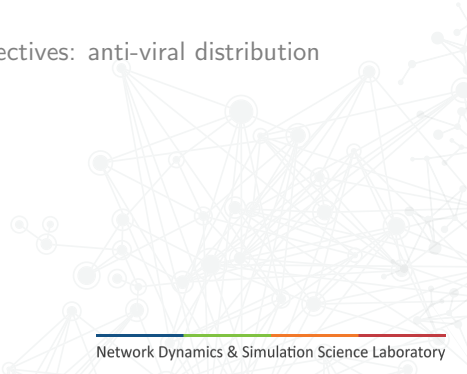 ectives: anti-viral distribution
Network Dynamics & Simulation Science Laboratory